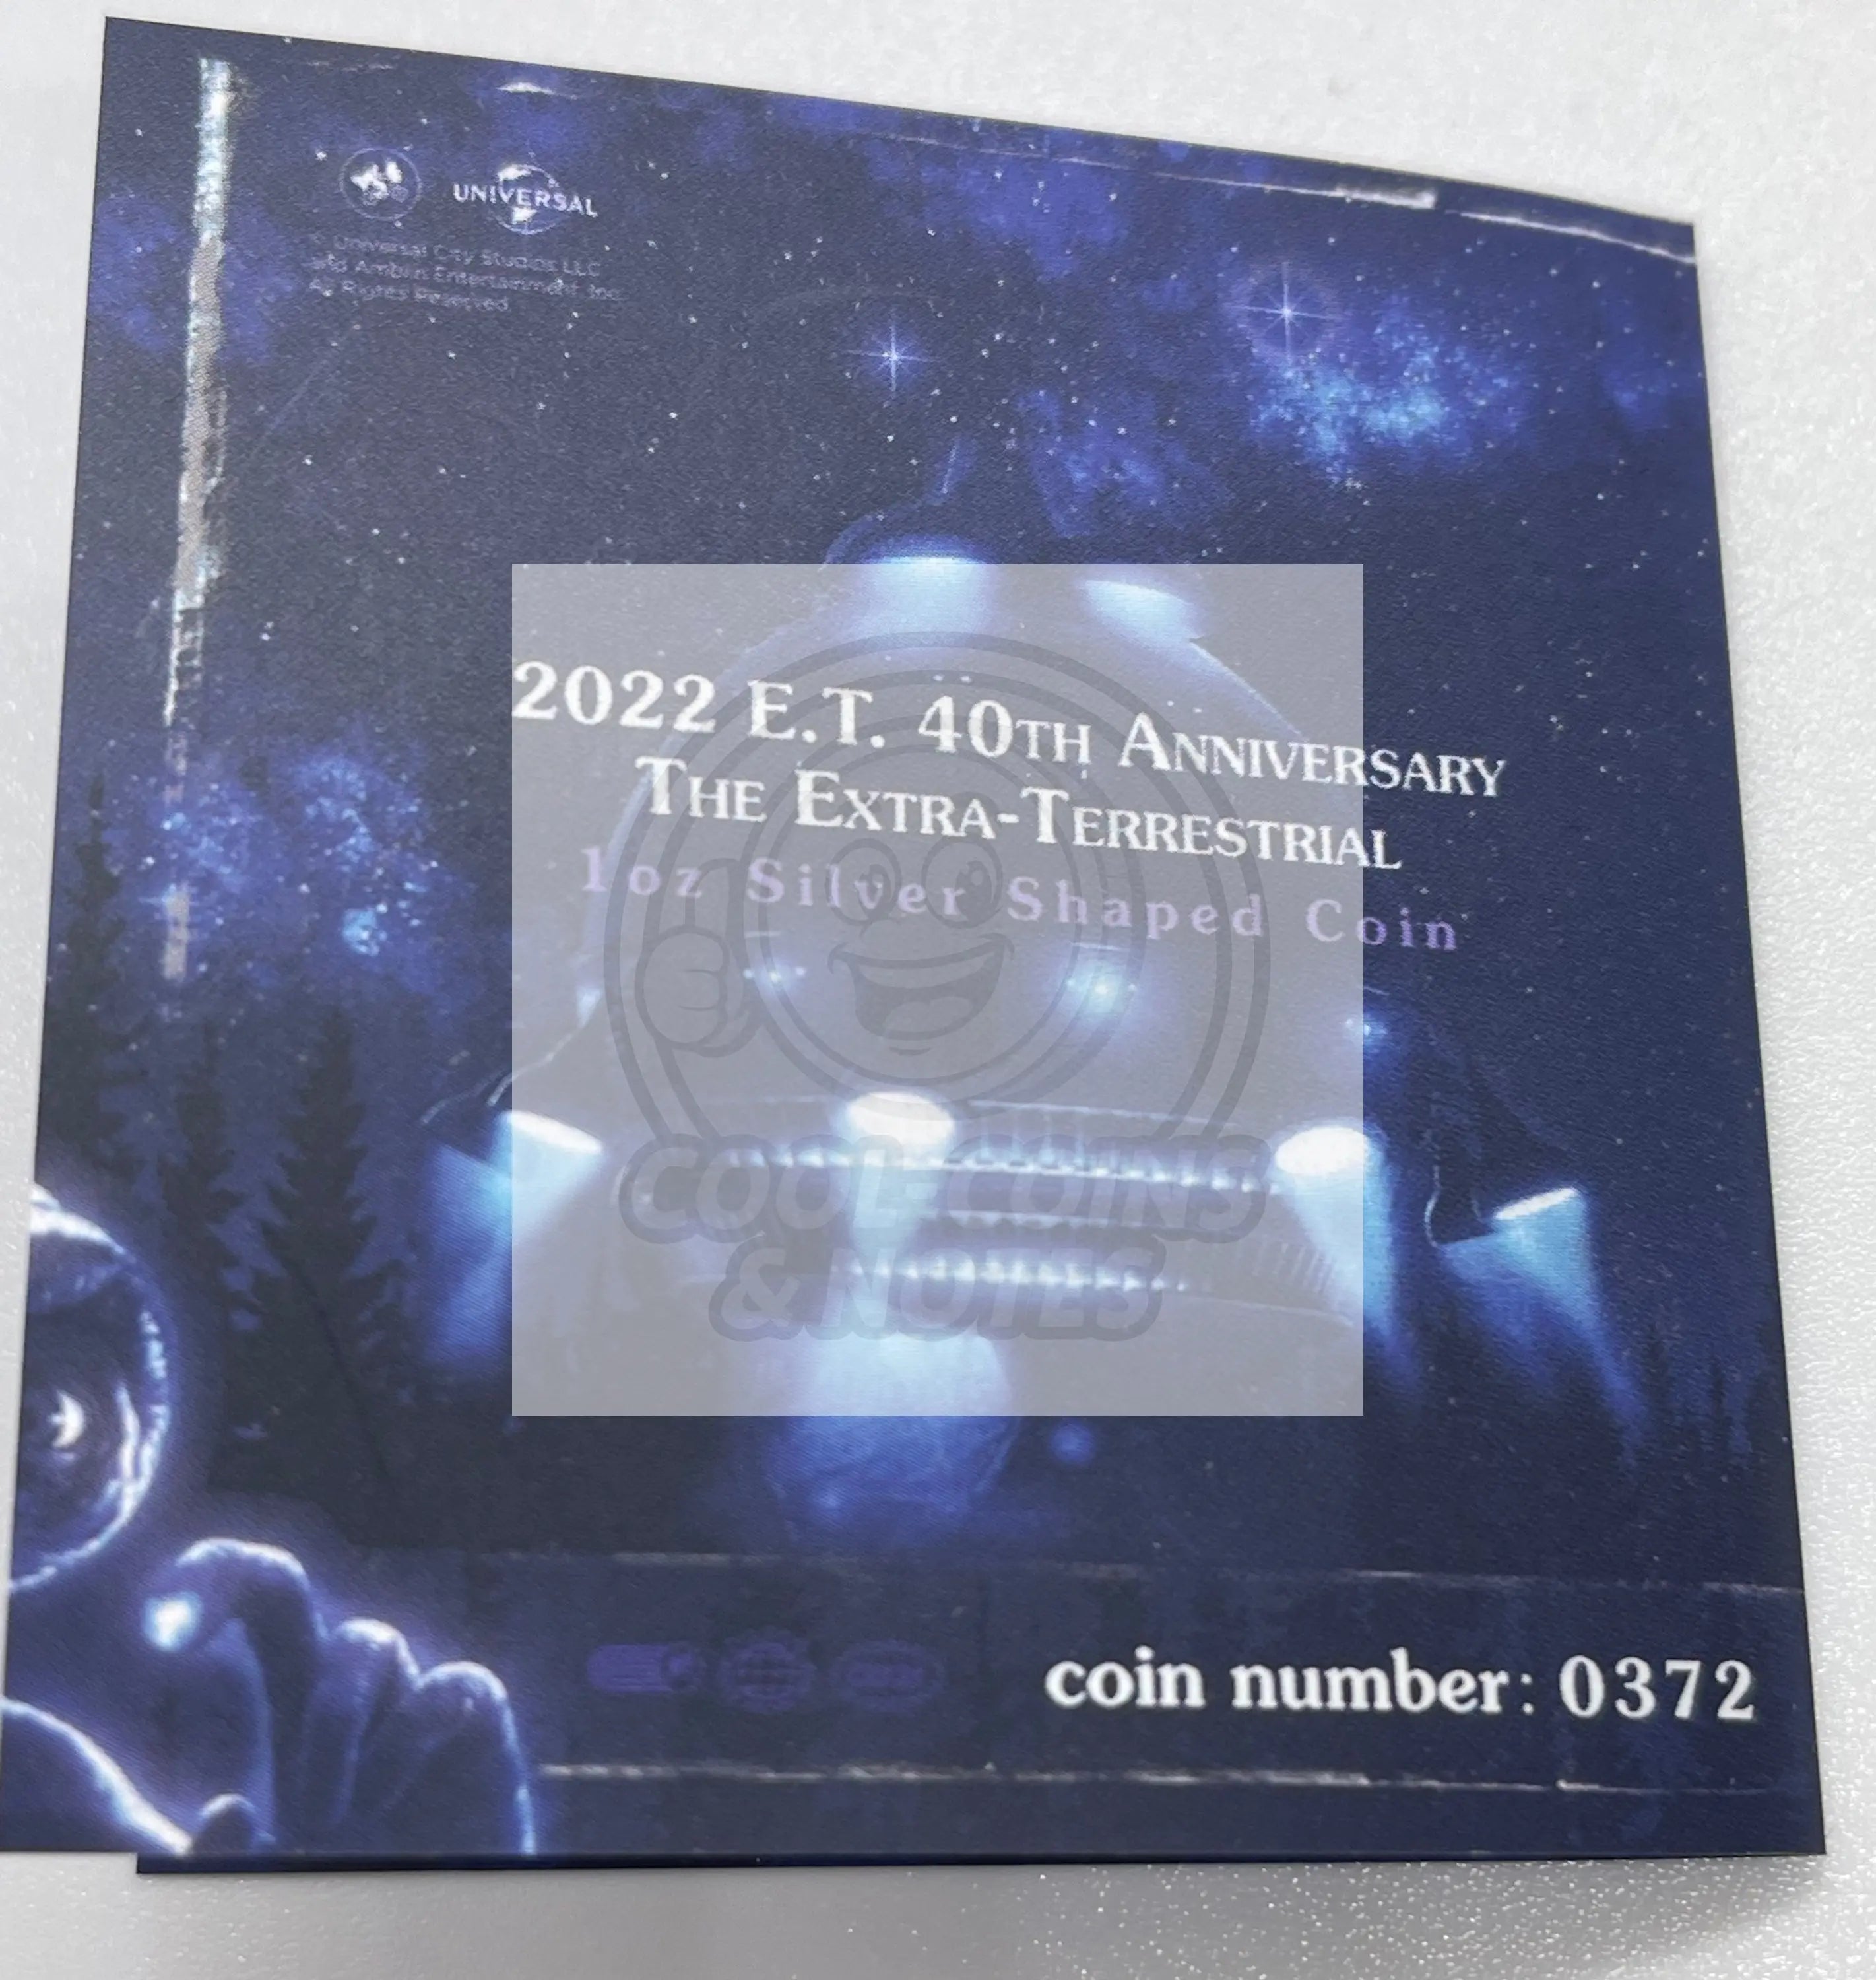 UNIVERSAL
© Universal City Studios LLC
and Amblin Entertainment, Inc.
All Rights Reserved
2022 E.T. 40TH ANNIVERSARY
THE EXTRA-TERRESTRIAL
1oz Silver Shaped Coin
COOL-COINS
& NOTES
coin number: 0372